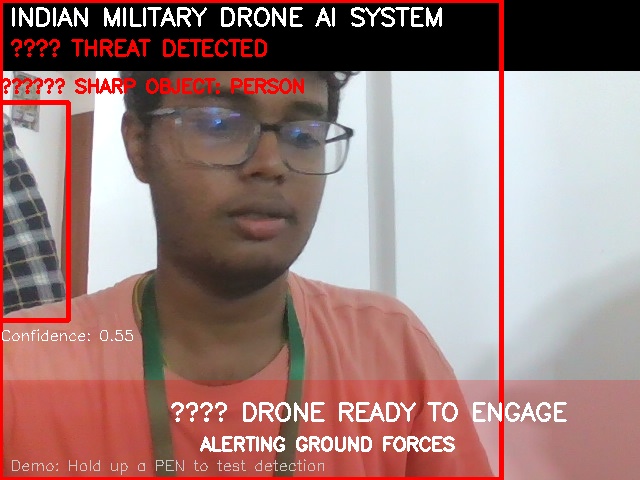 INDIAN MILITARY DRONE AI SYSTEM
???? THREAT DETECTED
?????? SHARP OBJECT: PERSON
Confidence: 0.55
???? DRONE READY TO ENGAGE
ALERTING GROUND FORCES
Demo: Hold up a PEN to test detection